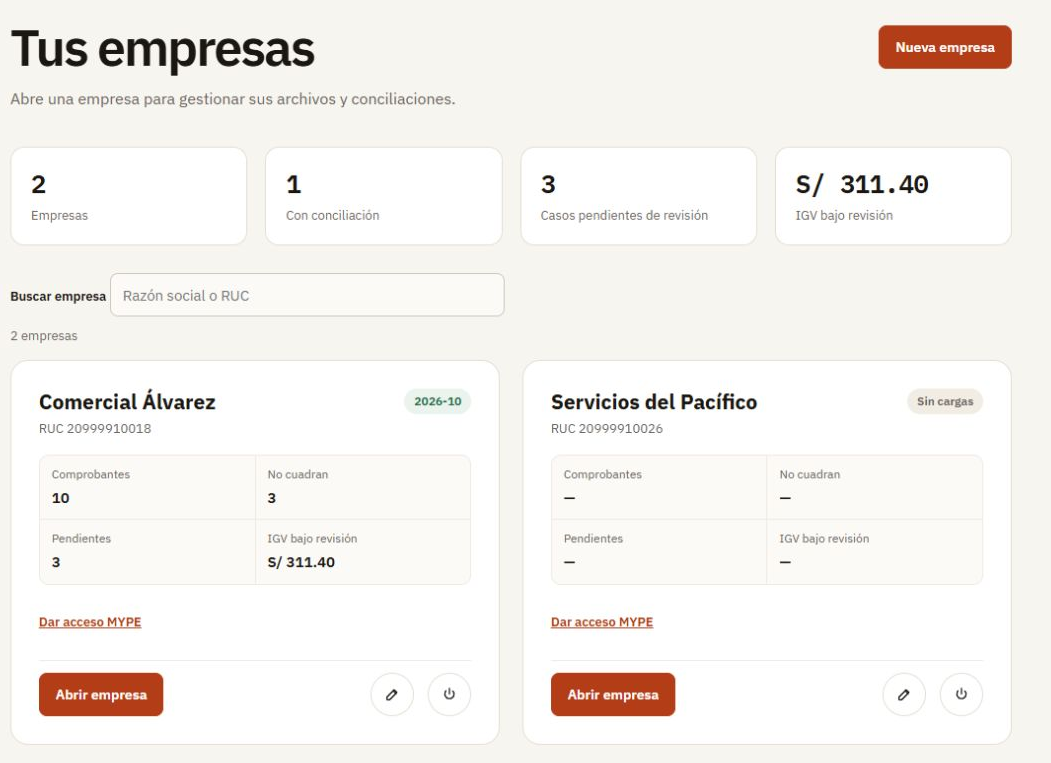 Tus empresas
Nueva empresa
Abre una empresa para gestionar sus archivos y conciliaciones.
2
Empresas
1
Con conciliación
3
Casos pendientes de revisión
S/ 311.40
IGV bajo revisión
Buscar empresa
Razón social o RUC
2 empresas
Comercial Álvarez
2026-10
RUC 20999910018
Comprobantes
10
No cuadran
3
Pendientes
3
IGV bajo revisión
S/ 311.40
Dar acceso MYPE
Abrir empresa
Servicios del Pacífico
Sin cargas
RUC 20999910026
Comprobantes
—
No cuadran
—
Pendientes
—
IGV bajo revisión
—
Dar acceso MYPE
Abrir empresa